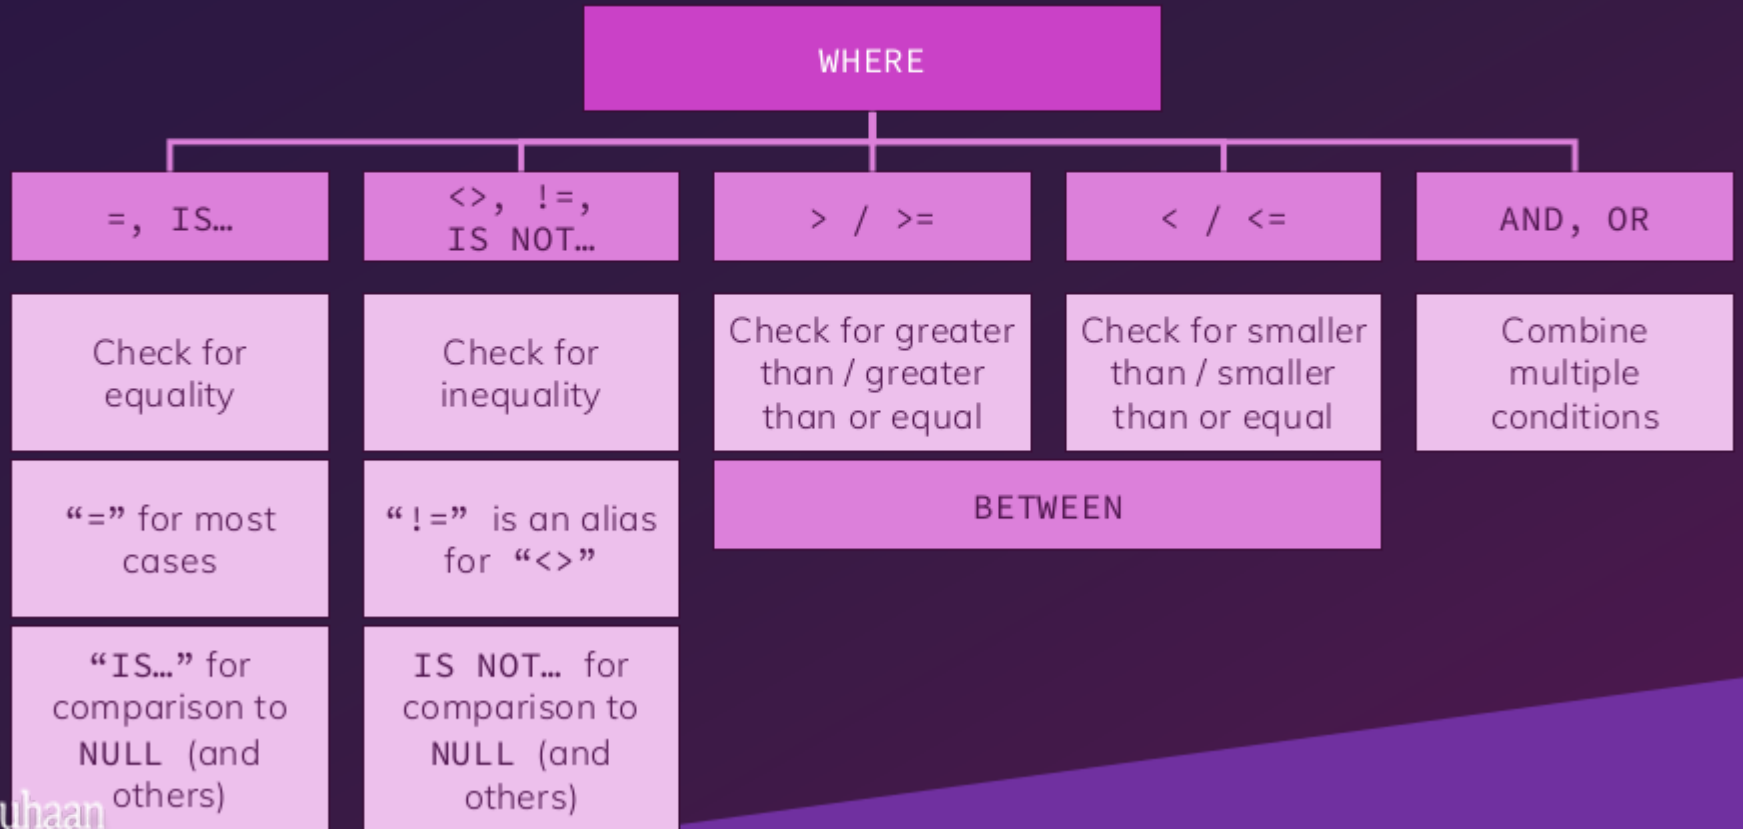 WHERE
=, IS…
<>, !=,
IS NOT…
> / >=
< / <=
AND, OR
Check for
equality
Check for
inequality
Check for greater
than / greater
than or equal
Check for smaller
than / smaller
than or equal
Combine
multiple
conditions
“=” for most
cases
“!=” is an alias
for “<>”
BETWEEN
“IS…” for
comparison to
NULL (and
others)
IS NOT… for
comparison to
NULL (and
others)
uhaan